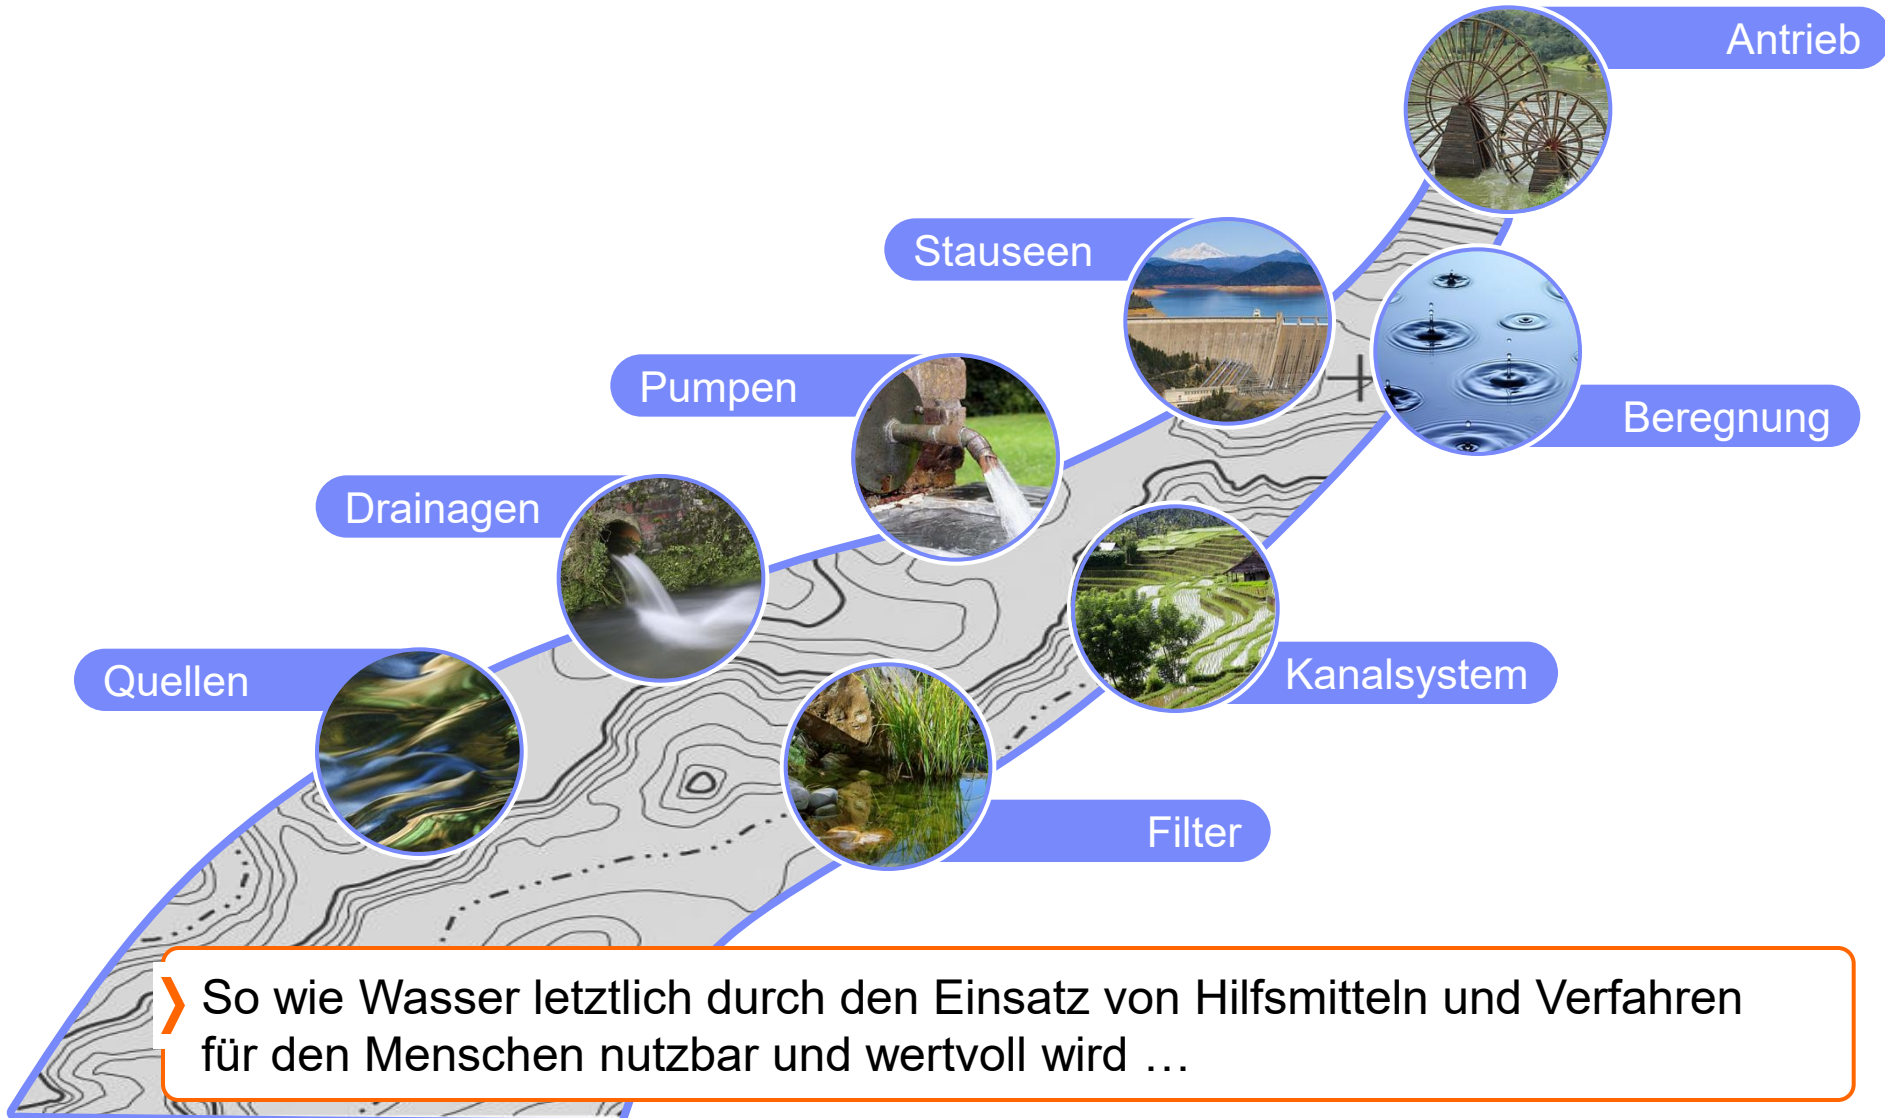 Antrieb
Stauseen
Pumpen
Beregnung
Drainagen
Quellen
Kanalsystem
Filter
So wie Wasser letztlich durch den Einsatz von Hilfsmitteln und Verfahren
für den Menschen nutzbar und wertvoll wird …